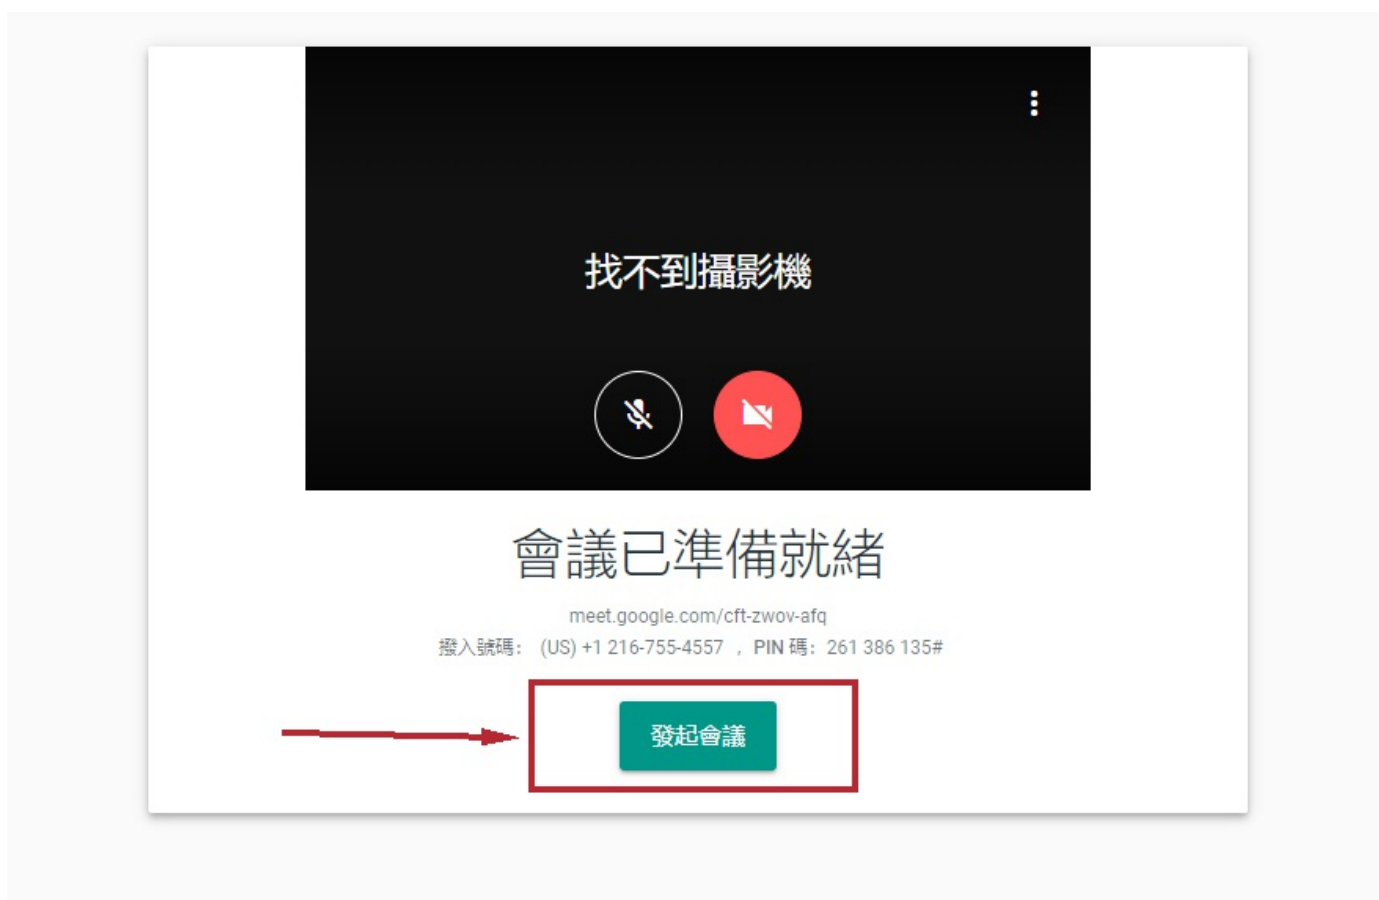 找不到攝影機
會議已準備就緒
meet.google.com/cft-zwov-afq
撥入號碼： (US) +1 216-755-4557 ，PIN 碼：261 386 135#
發起會議